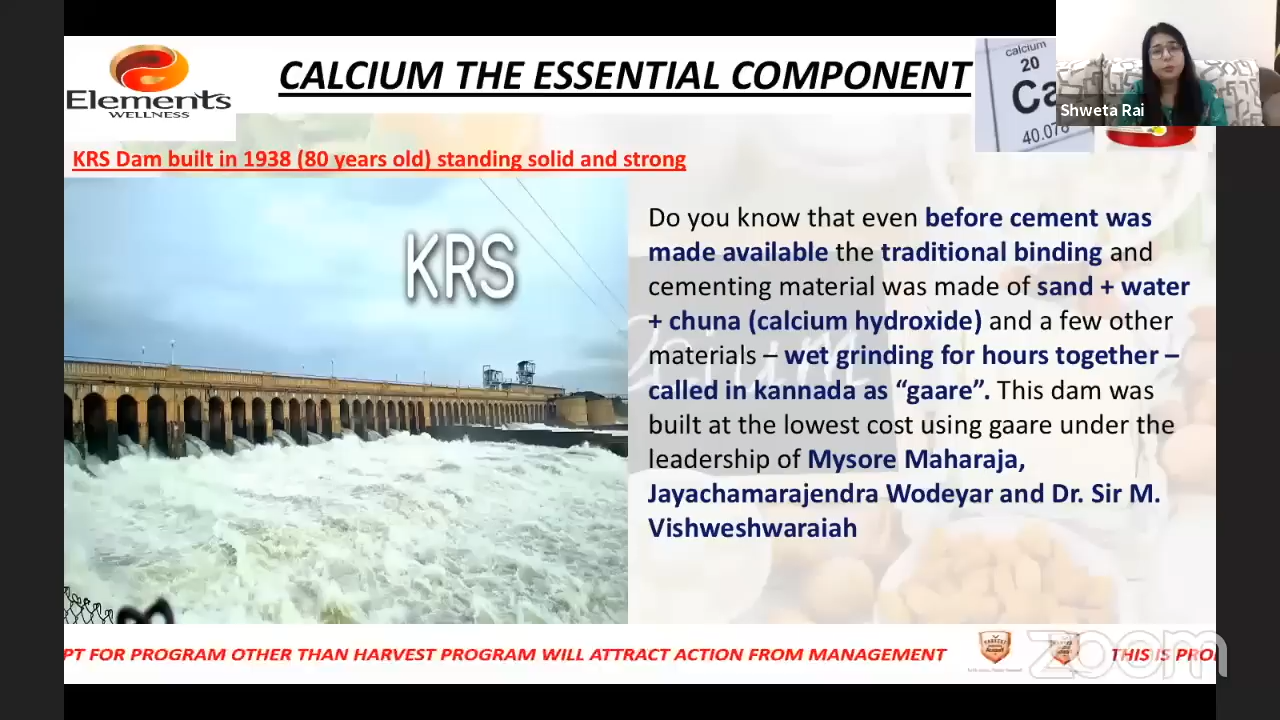 Elements
WELLNESS
CALCIUM THE ESSENTIAL COMPONENT
calcium
20
Ca
40.078
Shweta Rai
KRS Dam built in 1938 (80 years old) standing solid and strong
KRS
Do you know that even before cement was
made available the traditional binding and
cementing material was made of sand + water
+ chuna (calcium hydroxide) and a few other
materials – wet grinding for hours together –
called in kannada as “gaare”. This dam was
built at the lowest cost using gaare under the
leadership of Mysore Maharaja,
Jayachamarajendra Wodeyar and Dr. Sir M.
Vishweshwaraiah
PT FOR PROGRAM OTHER THAN HARVEST PROGRAM WILL ATTRACT ACTION FROM MANAGEMENT
THIS IS PRO
zoom